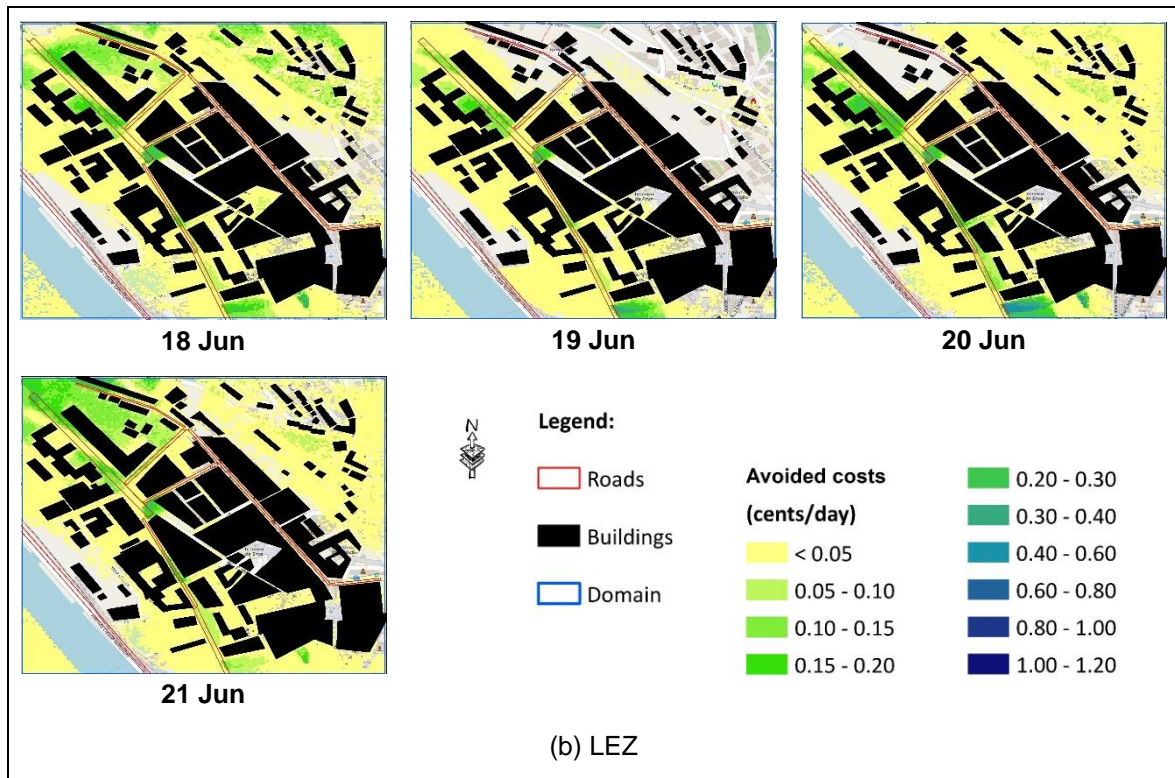 18 Jun
19 Jun
20 Jun
21 Jun
N
Legend:
Roads
Buildings
Domain
Avoided costs
(cents/day)
< 0.05
0.05 - 0.10
0.10 - 0.15
0.15 - 0.20
0.20 - 0.30
0.30 - 0.40
0.40 - 0.60
0.60 - 0.80
0.80 - 1.00
1.00 - 1.20
(b) LEZ